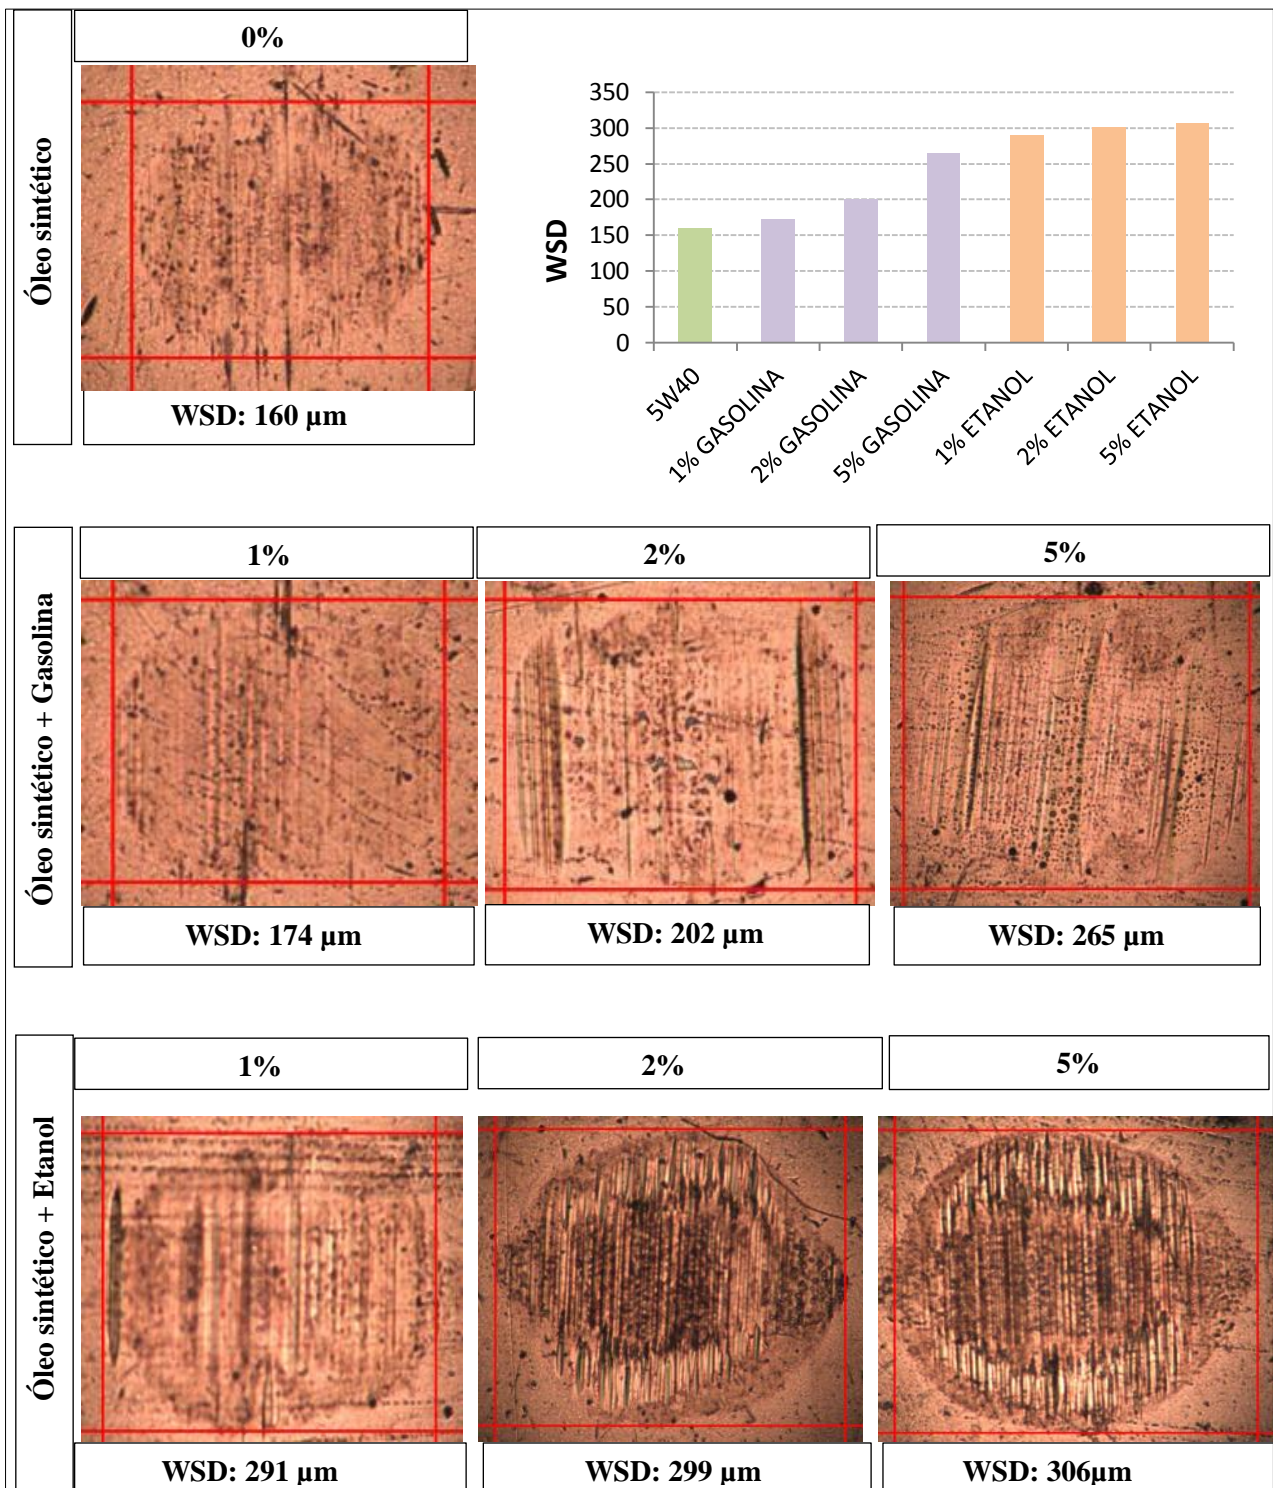 0%
Óleo sintético
WSD: 160 µm
350
300
250
200
150
100
50
0
WSD
5W40
1% GASOLINA
2% GASOLINA
5% GASOLINA
1% ETANOL
2% ETANOL
5% ETANOL
Óleo sintético + Gasolina
1%
2%
5%
WSD: 174 µm
WSD: 202 µm
WSD: 265 µm
Óleo sintético + Etanol
1%
2%
5%
WSD: 291 µm
WSD: 299 µm
WSD: 306µm